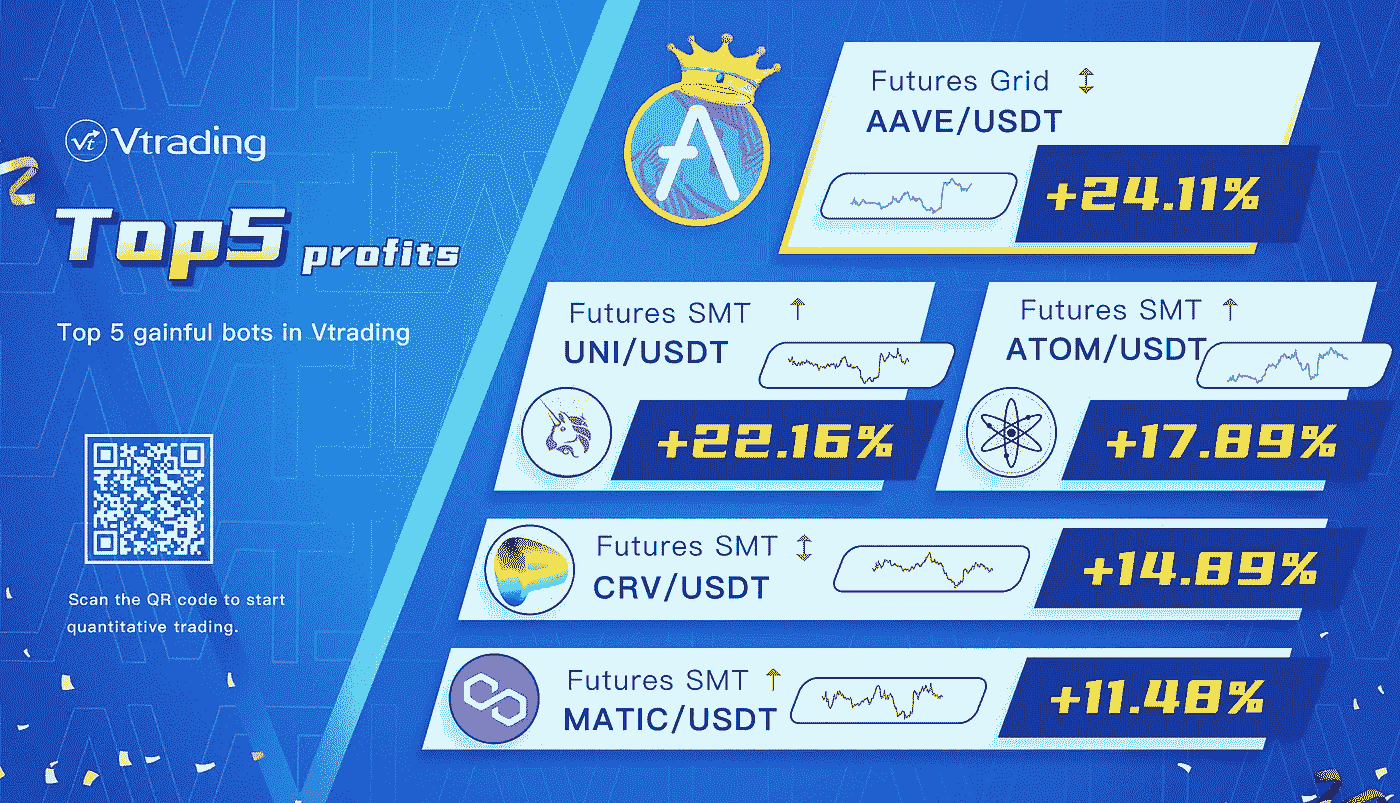 Vtrading
Top5 profits
Top 5 gainful bots in Vtrading
Scan the QR code to start
quantitative trading.
Futures Grid ↕
AAVE/USDT
+24.11%
Futures SMT ↑
UNI/USDT
+22.16%
Futures SMT ↑
ATOM/USDT
+17.89%
Futures SMT ↕
CRV/USDT
+14.89%
Futures SMT ↑
MATIC/USDT
+11.48%